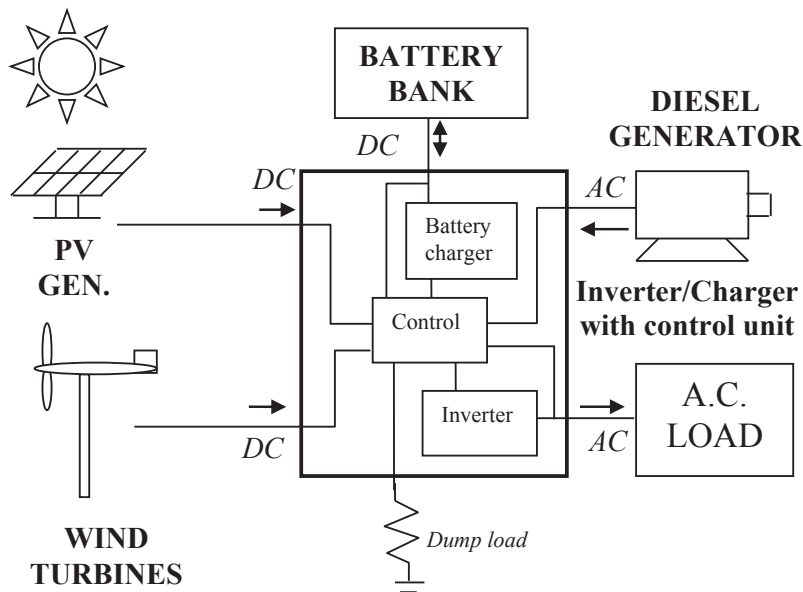 BATTERY
BANK
DIESEL
GENERATOR
DC
DC
AC
PV
GEN.
Battery
charger
Control
Inverter/Charger
with control unit
Inverter
A.C.
LOAD
DC
AC
Dump load
WIND
TURBINES